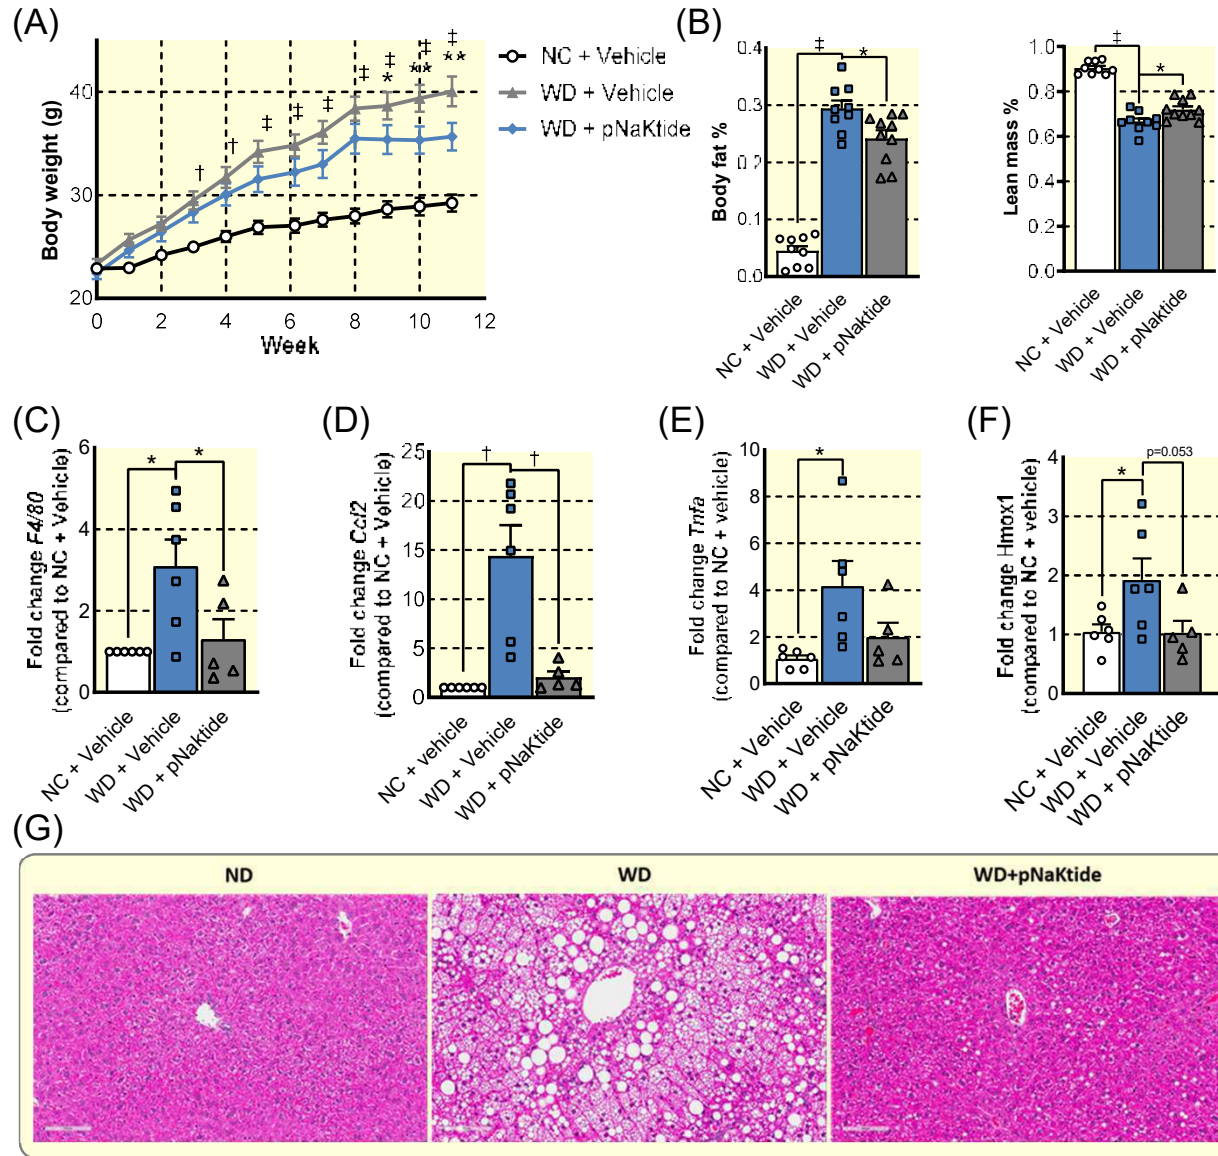 (A)
Body weight (g)
40
30
20
0 2 4 6 8 10 12
Week
† † ‡ ‡ ‡ ‡ ‡ ‡ ‡
* ** **
NC + Vehicle
WD + Vehicle
WD + pNaKtide
(B)
Body fat %
0.4
0.3
0.2
0.1
0.0
‡ *
NC + Vehicle
WD + Vehicle
WD + pNaktide
Lean mass %
1.0
0.8
0.6
0.4
0.2
0.0
‡
*
NC + Vehicle
WD + Vehicle
WD + pNaktide
(C)
Fold change F4/80
(compared to NC + Vehicle)
6
4
2
0
* *
NC + Vehicle
WD + Vehicle
WD + pNaKtide
(D)
Fold change Ccl2
(compared to NC + Vehicle)
25
20
15
10
5
0
† †
NC + vehicle
WD + Vehicle
WD + pNaKtide
(E)
Fold change Tnfa
(compared to NC + vehicle)
10
8
6
4
2
0
*
NC + Vehicle
WD + Vehicle
WD + pNaKtide
(F)
Fold change Hmox1
(compared to NC + vehicle)
4
3
2
1
0
*
p=0.053
NC + Vehicle
WD + Vehicle
WD + pNaKtide
(G)
ND WD WD+pNaKtide